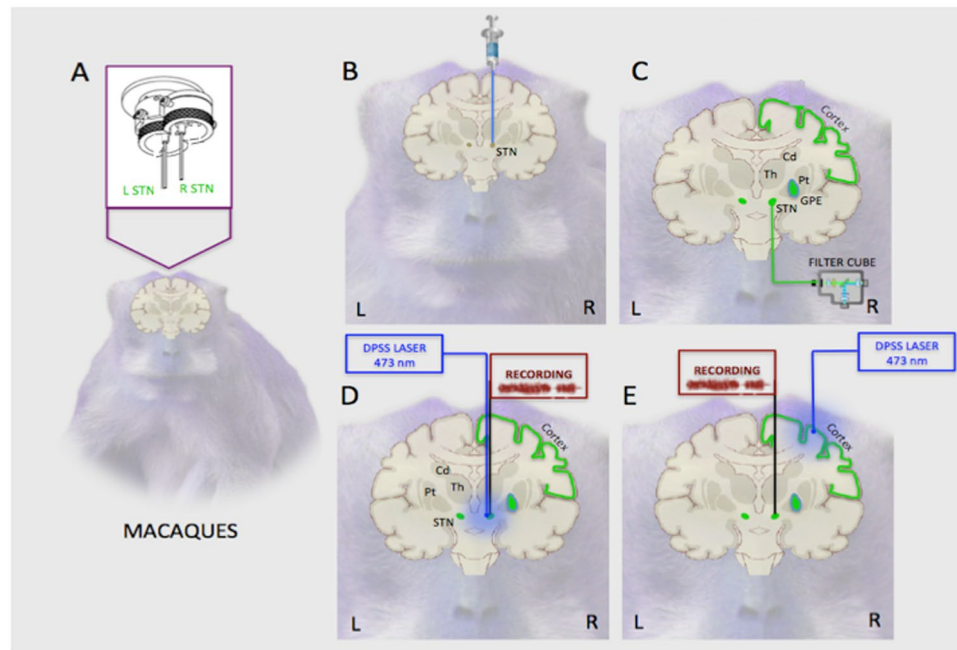 A
L STN
R STN
MACAQUES
B
STN
L
R
C
Cortex
Cd
Th
Pt
GPE
STN
FILTER CUBE
L
R
DPSS LASER
473 nm
RECORDING
D
Cortex
Cd
Pt
Th
STN
L
R
RECORDING
DPSS LASER
473 nm
E
Cortex
L
R